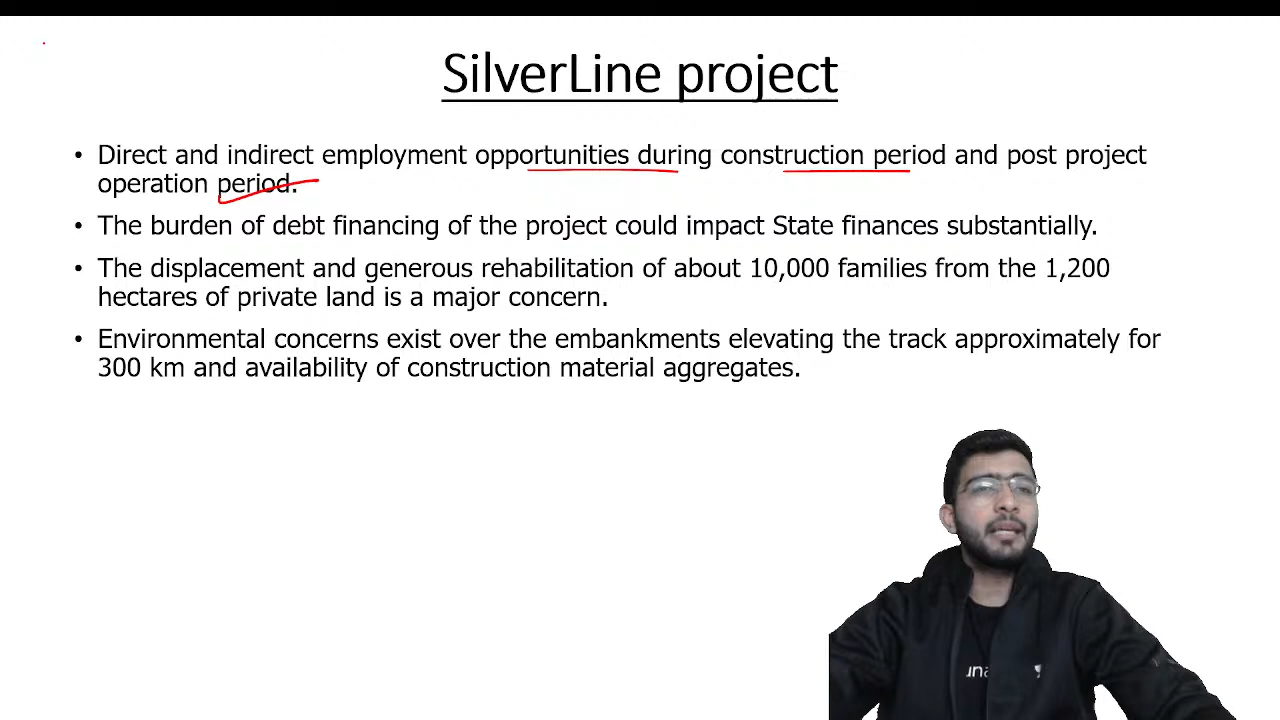 SilverLine project
• Direct and indirect employment opportunities during construction period and post project
operation period.
• The burden of debt financing of the project could impact State finances substantially.
• The displacement and generous rehabilitation of about 10,000 families from the 1,200
hectares of private land is a major concern.
• Environmental concerns exist over the embankments elevating the track approximately for
300 km and availability of construction material aggregates.